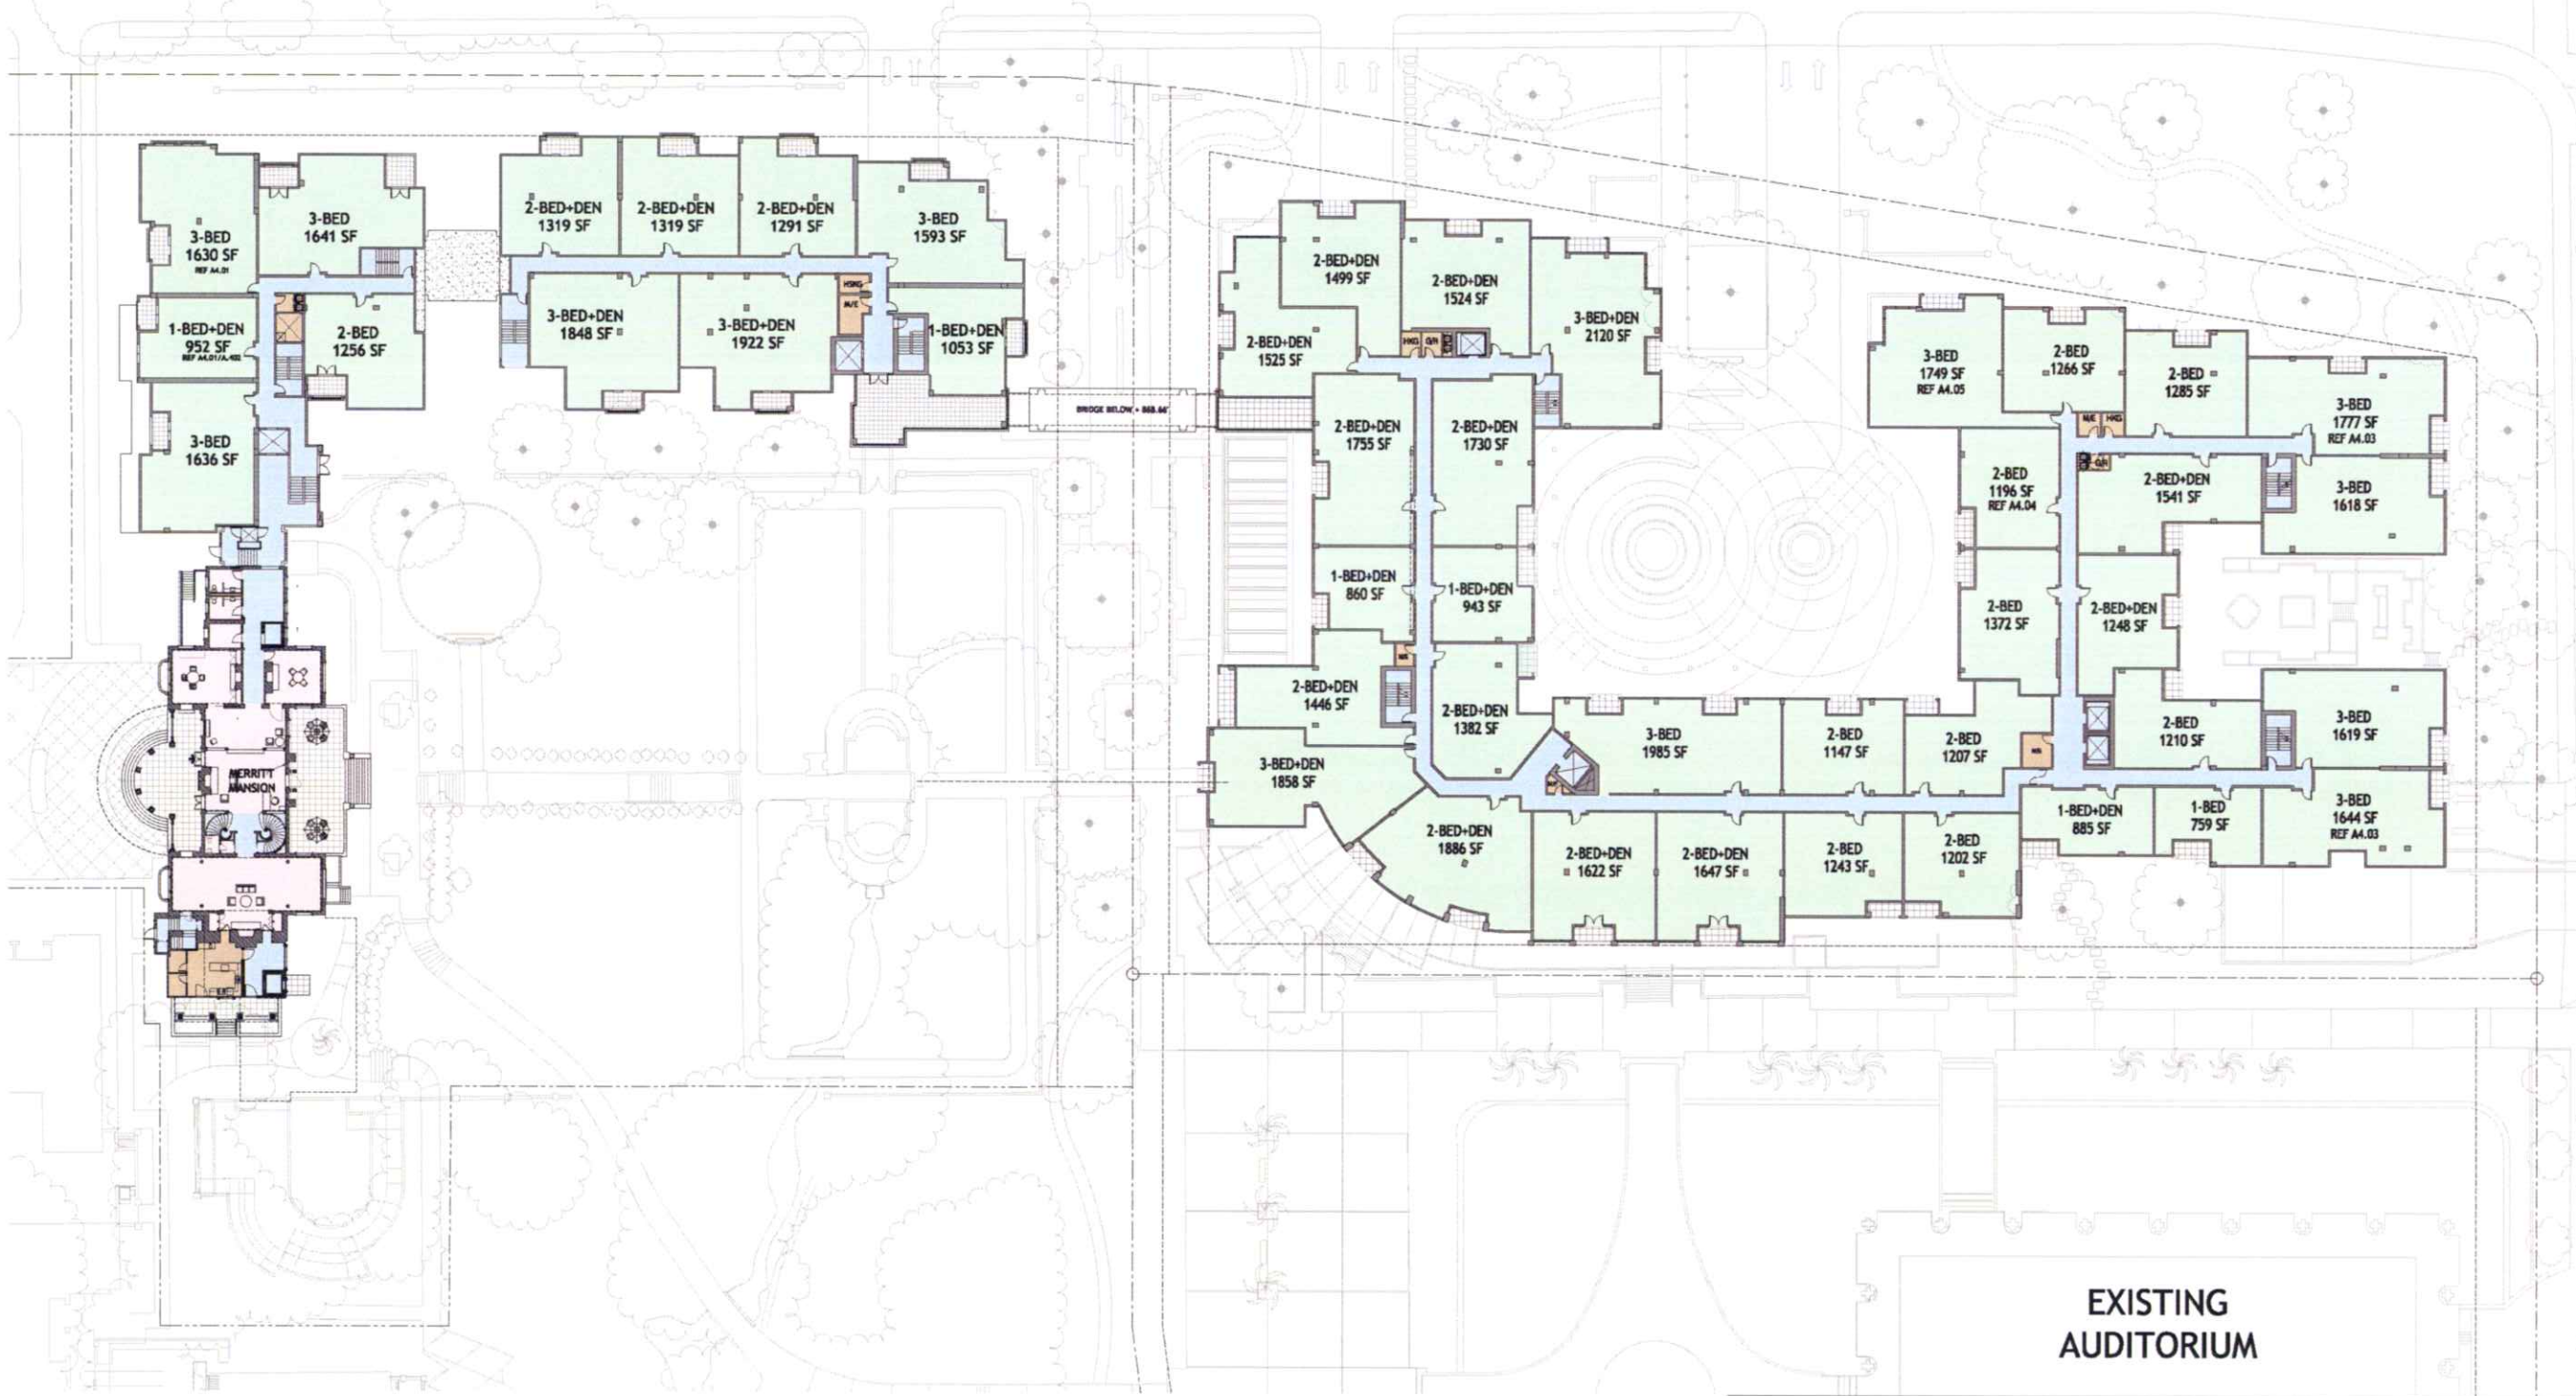 3-BED
1630 SF
REF A4.01
3-BED
1641 SF
1-BED+DEN
952 SF
REF A4.01/A.402
2-BED
1256 SF
3-BED
1636 SF
2-BED+DEN
1319 SF
2-BED+DEN
1319 SF
2-BED+DEN
1291 SF
3-BED
1593 SF
3-BED+DEN
1848 SF
3-BED+DEN
1922 SF
HSKG
M/E
1-BED+DEN
1053 SF
BRIDGE BELOW + 868.66'
MERRITT
MANSION
2-BED+DEN
1499 SF
2-BED+DEN
1524 SF
3-BED+DEN
2120 SF
2-BED+DEN
1525 SF
HKG
2-BED+DEN
1755 SF
2-BED+DEN
1730 SF
1-BED+DEN
860 SF
1-BED+DEN
943 SF
2-BED+DEN
1446 SF
2-BED+DEN
1382 SF
3-BED+DEN
1858 SF
2-BED+DEN
1886 SF
3-BED
1985 SF
2-BED
1147 SF
2-BED
1207 SF
2-BED+DEN
1622 SF
2-BED+DEN
1647 SF
2-BED
1243 SF
2-BED
1202 SF
3-BED
1749 SF
REF A4.05
2-BED
1266 SF
2-BED
1285 SF
3-BED
1777 SF
REF A4.03
M/E
HKG
2-BED
1196 SF
REF A4.04
2-BED+DEN
1541 SF
3-BED
1618 SF
2-BED
1372 SF
2-BED+DEN
1248 SF
2-BED
1210 SF
3-BED
1619 SF
1-BED+DEN
885 SF
1-BED
759 SF
3-BED
1644 SF
REF A4.03
EXISTING
AUDITORIUM